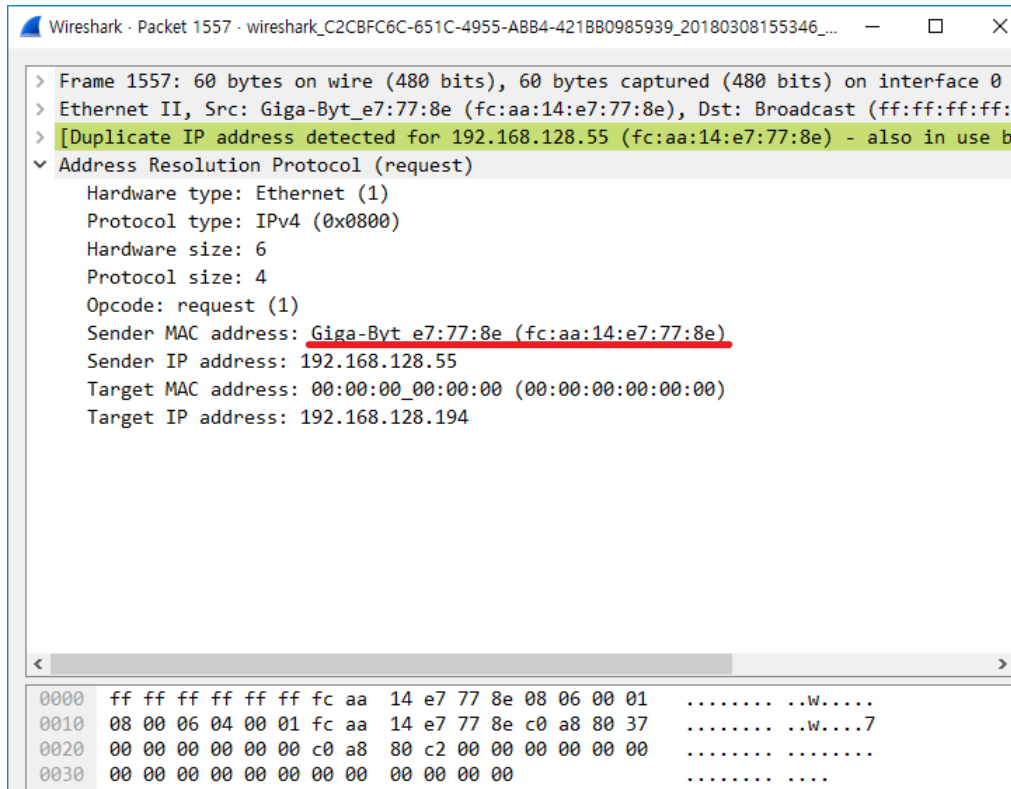 Wireshark · Packet 1557 · wireshark_C2CBFC6C-651C-4955-ABB4-421BB0985939_20180308155346_...
Frame 1557: 60 bytes on wire (480 bits), 60 bytes captured (480 bits) on interface 0
Ethernet II, Src: Giga-Byt_e7:77:8e (fc:aa:14:e7:77:8e), Dst: Broadcast (ff:ff:ff:ff:
[Duplicate IP address detected for 192.168.128.55 (fc:aa:14:e7:77:8e) - also in use b
Address Resolution Protocol (request)
Hardware type: Ethernet (1)
Protocol type: IPv4 (0x0800)
Hardware size: 6
Protocol size: 4
Opcode: request (1)
Sender MAC address: Giga-Byt_e7:77:8e (fc:aa:14:e7:77:8e)
Sender IP address: 192.168.128.55
Target MAC address: 00:00:00_00:00:00 (00:00:00:00:00:00)
Target IP address: 192.168.128.194
0000 ff ff ff ff ff ff fc aa 14 e7 77 8e 08 06 00 01 ........ ..w.....
0010 08 00 06 04 00 01 fc aa 14 e7 77 8e c0 a8 80 37 ........ ..w....7
0020 00 00 00 00 00 00 c0 a8 80 c2 00 00 00 00 00 00 ........ ........
0030 00 00 00 00 00 00 00 00 00 00 00 00 ........ ....